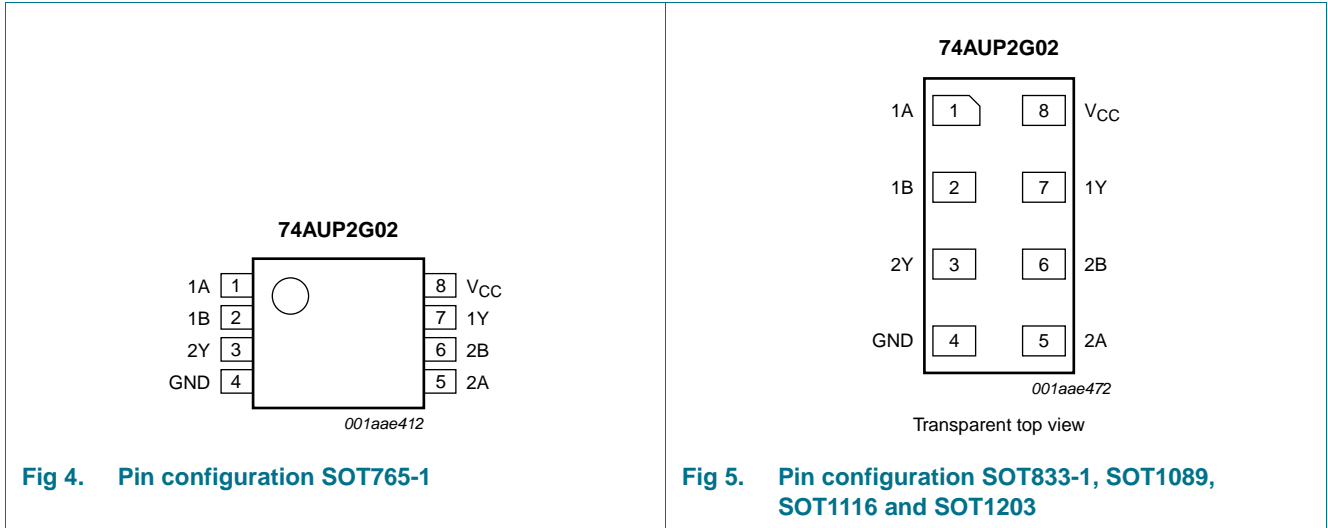 74AUP2G02
1A 1 8 VCC
1B 2 7 1Y
2Y 3 6 2B
GND 4 5 2A
001aae412
Fig 4. Pin configuration SOT765-1
74AUP2G02
1A 1 8 VCC
1B 2 7 1Y
2Y 3 6 2B
GND 4 5 2A
001aae472
Transparent top view
Fig 5. Pin configuration SOT833-1, SOT1089,
SOT1116 and SOT1203